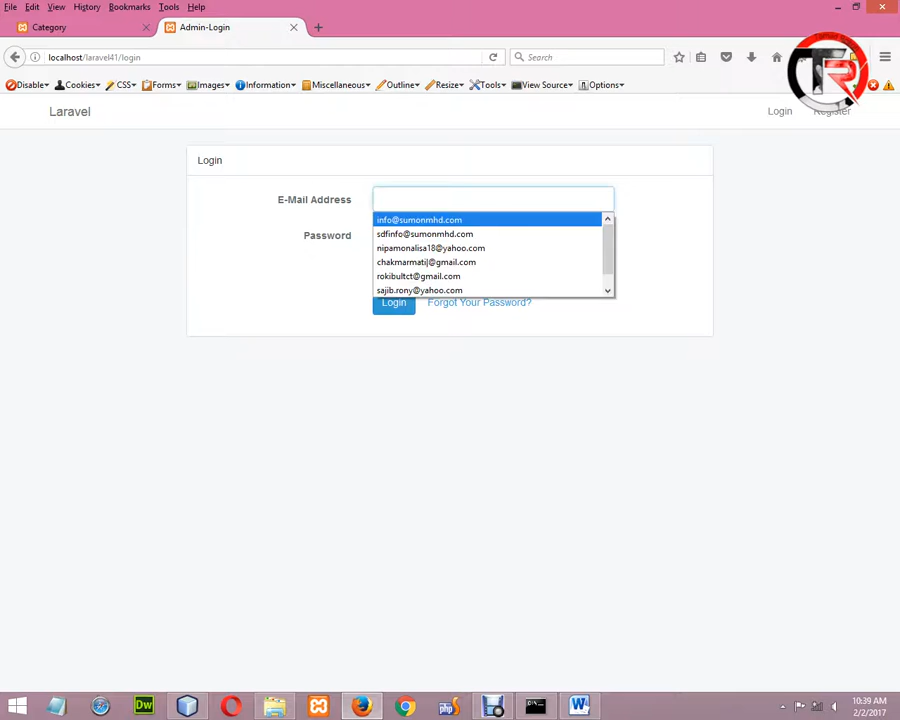 File Edit View History Bookmarks Tools Help
Category
Admin-Login
localhost/laravel41/login
Search
Disable Cookies CSS Forms Images Information Miscellaneous Outline Resize Tools View Source Options
Laravel
Login
Register
Login
E-Mail Address
info@sumonmhd.com
sdfinfo@sumonmhd.com
nipamonalisa18@yahoo.com
Password
chakmarmati@gmail.com
rokibultct@gmail.com
sajib.rony@yahoo.com
Login
Forgot Your Password?
TR
Dw
php
W
10:39 AM
2/2/2017